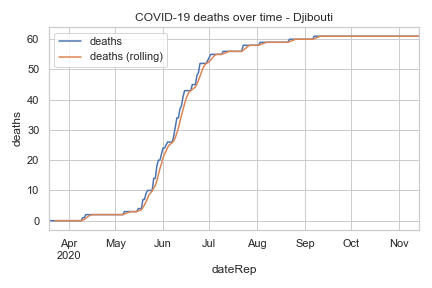 COVID-19 deaths over time - Djibouti
deaths
deaths (rolling)
60
50
40
30
20
10
0
deaths
Apr
2020
May
Jun
Jul
Aug
Sep
Oct
Nov
dateRep